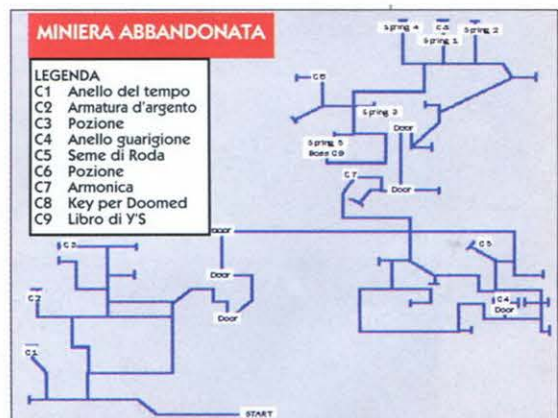 MINIERA ABBANDONATA
LEGENDA
C1 Anello del tempo
C2 Armatura d'argento
C3 Pozione
C4 Anello guarigione
C5 Seme di Roda
C6 Pozione
C7 Armonica
C8 Key per Doomed
C9 Libro di Y'S
Spring 4
Spring 1
Spring 2
C6
Spring 3
Door
Spring 5
Boss C9
C7
Door
Door
C3
C5
Door
C2
C4
Door
Door
C1
START